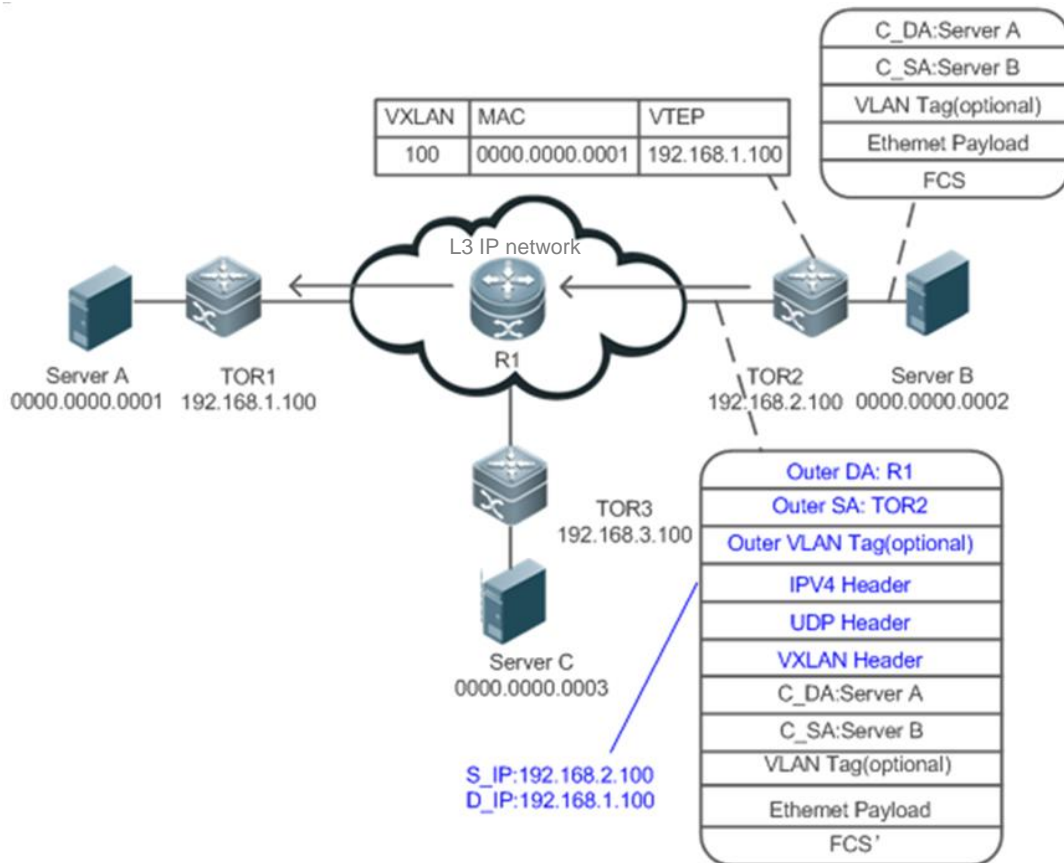 C_DA:Server A
C_SA:Server B
VLAN Tag(optional)
Ethemet Payload
FCS
VXLAN MAC VTEP
100 0000.0000.0001 192.168.1.100
L3 IP network
R1
Server A
0000.0000.0001
TOR1
192.168.1.100
TOR2
192.168.2.100
Server B
0000.0000.0002
TOR3
192.168.3.100
Server C
0000.0000.0003
Outer DA: R1
Outer SA: TOR2
Outer VLAN Tag(optional)
IPV4 Header
UDP Header
VXLAN Header
C_DA:Server A
C_SA:Server B
VLAN Tag(optional)
Ethemet Payload
FCS'
S_IP:192.168.2.100
D_IP:192.168.1.100